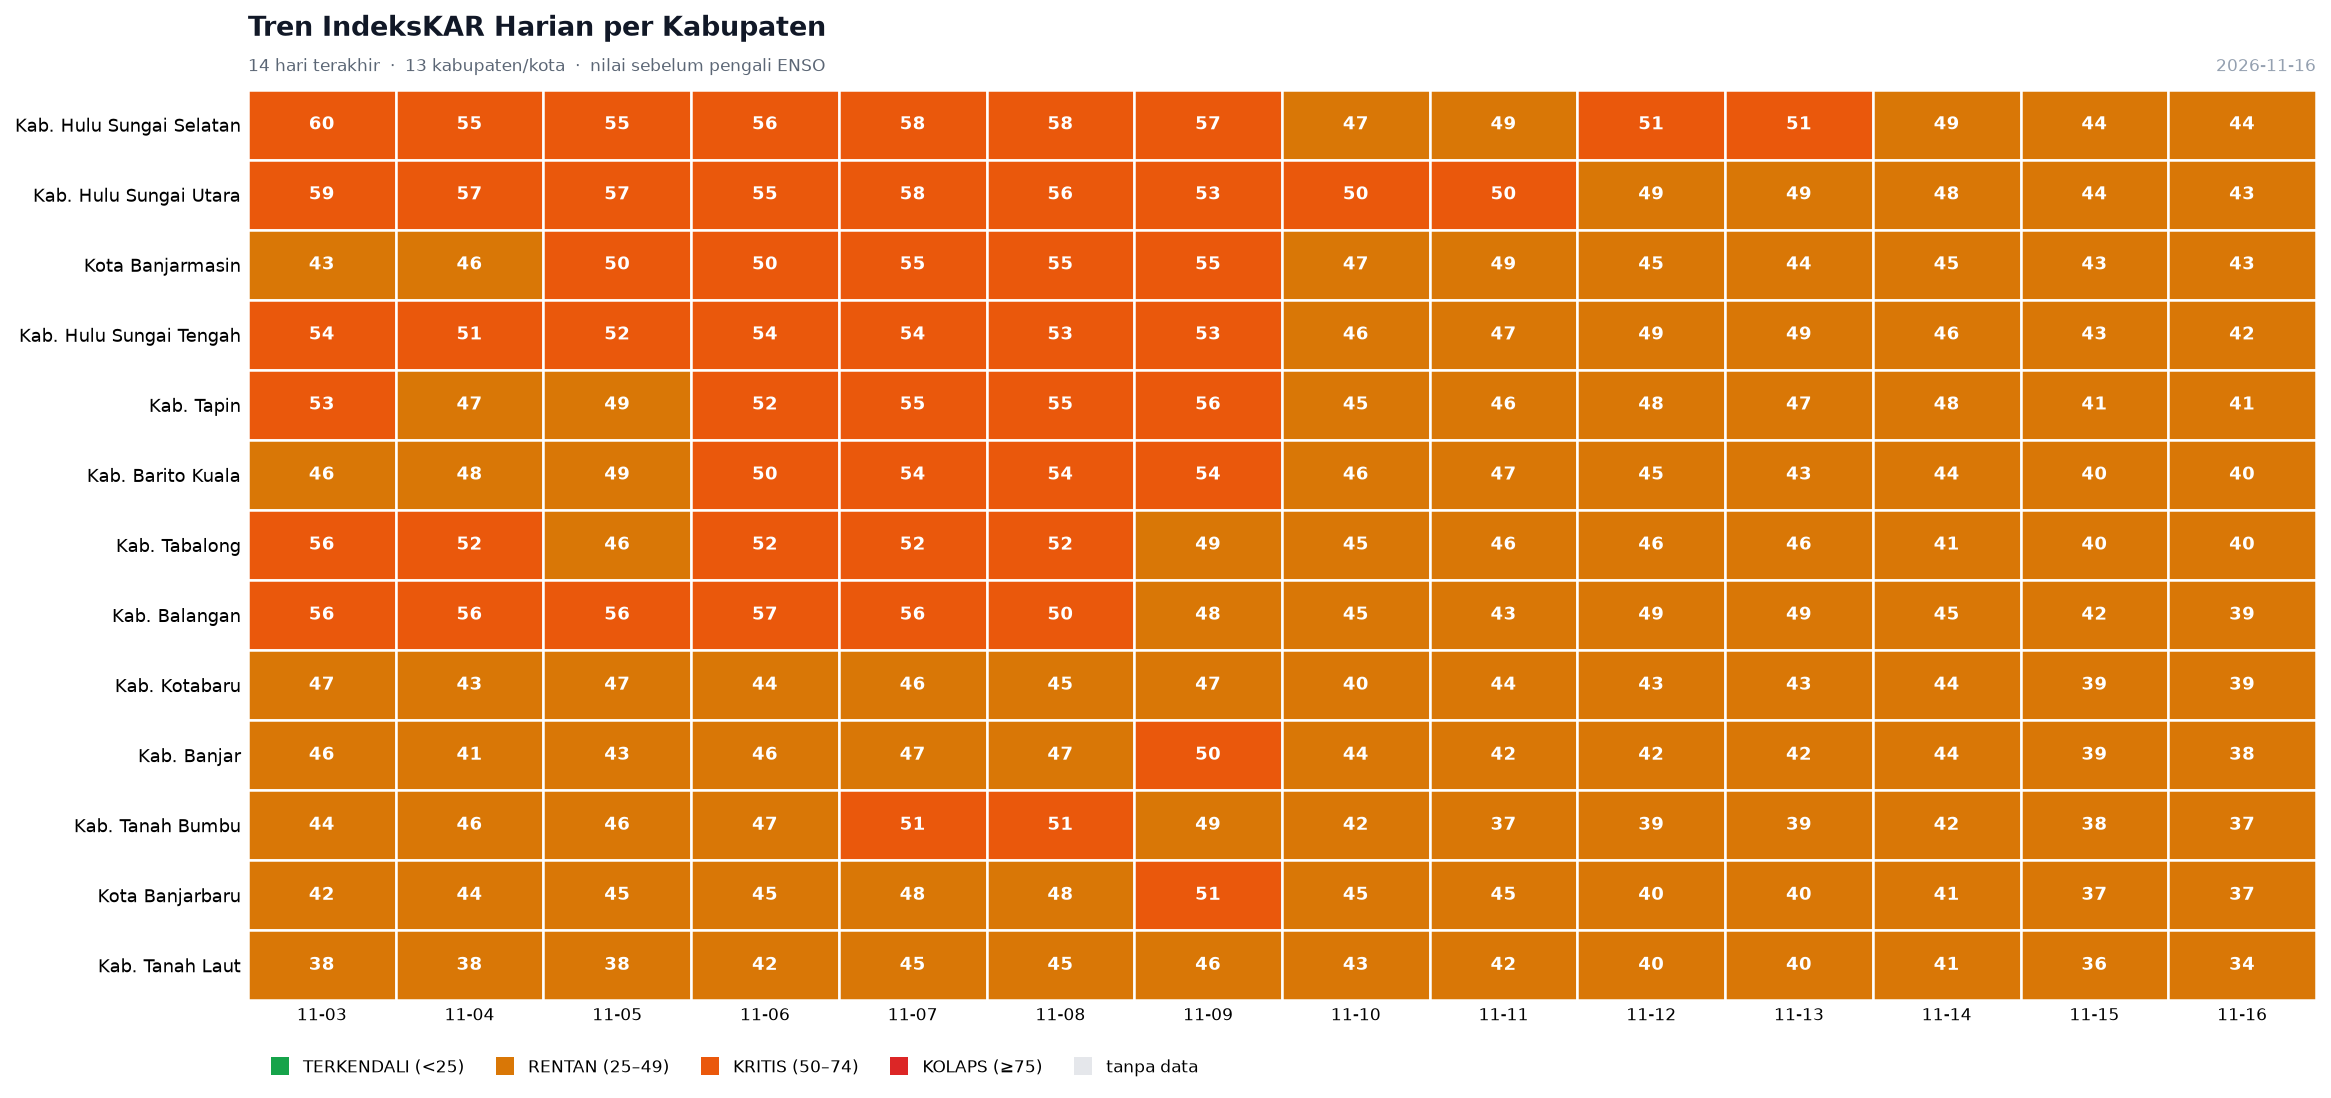 Tren IndeksKAR Harian per Kabupaten
14 hari terakhir · 13 kabupaten/kota · nilai sebelum pengali ENSO 2026-11-16
Kab. Hulu Sungai Selatan 60 55 55 56 58 58 57 47 49 51 51 49 44 44
Kab. Hulu Sungai Utara 59 57 57 55 58 56 53 50 50 49 49 48 44 43
Kota Banjarmasin 43 46 50 50 55 55 55 47 49 45 44 45 43 43
Kab. Hulu Sungai Tengah 54 51 52 54 54 53 53 46 47 49 49 46 43 42
Kab. Tapin 53 47 49 52 55 55 56 45 46 48 47 48 41 41
Kab. Barito Kuala 46 48 49 50 54 54 54 46 47 45 43 44 40 40
Kab. Tabalong 56 52 46 52 52 52 49 45 46 46 46 41 40 40
Kab. Balangan 56 56 56 57 56 50 48 45 43 49 49 45 42 39
Kab. Kotabaru 47 43 47 44 46 45 47 40 44 43 43 44 39 39
Kab. Banjar 46 41 43 46 47 47 50 44 42 42 42 44 39 38
Kab. Tanah Bumbu 44 46 46 47 51 51 49 42 37 39 39 42 38 37
Kota Banjarbaru 42 44 45 45 48 48 51 45 45 40 40 41 37 37
Kab. Tanah Laut 38 38 38 42 45 45 46 43 42 40 40 41 36 34
11-03 11-04 11-05 11-06 11-07 11-08 11-09 11-10 11-11 11-12 11-13 11-14 11-15 11-16
TERKENDALI (<25) RENTAN (25–49) KRITIS (50–74) KOLAPS (≥75) tanpa data